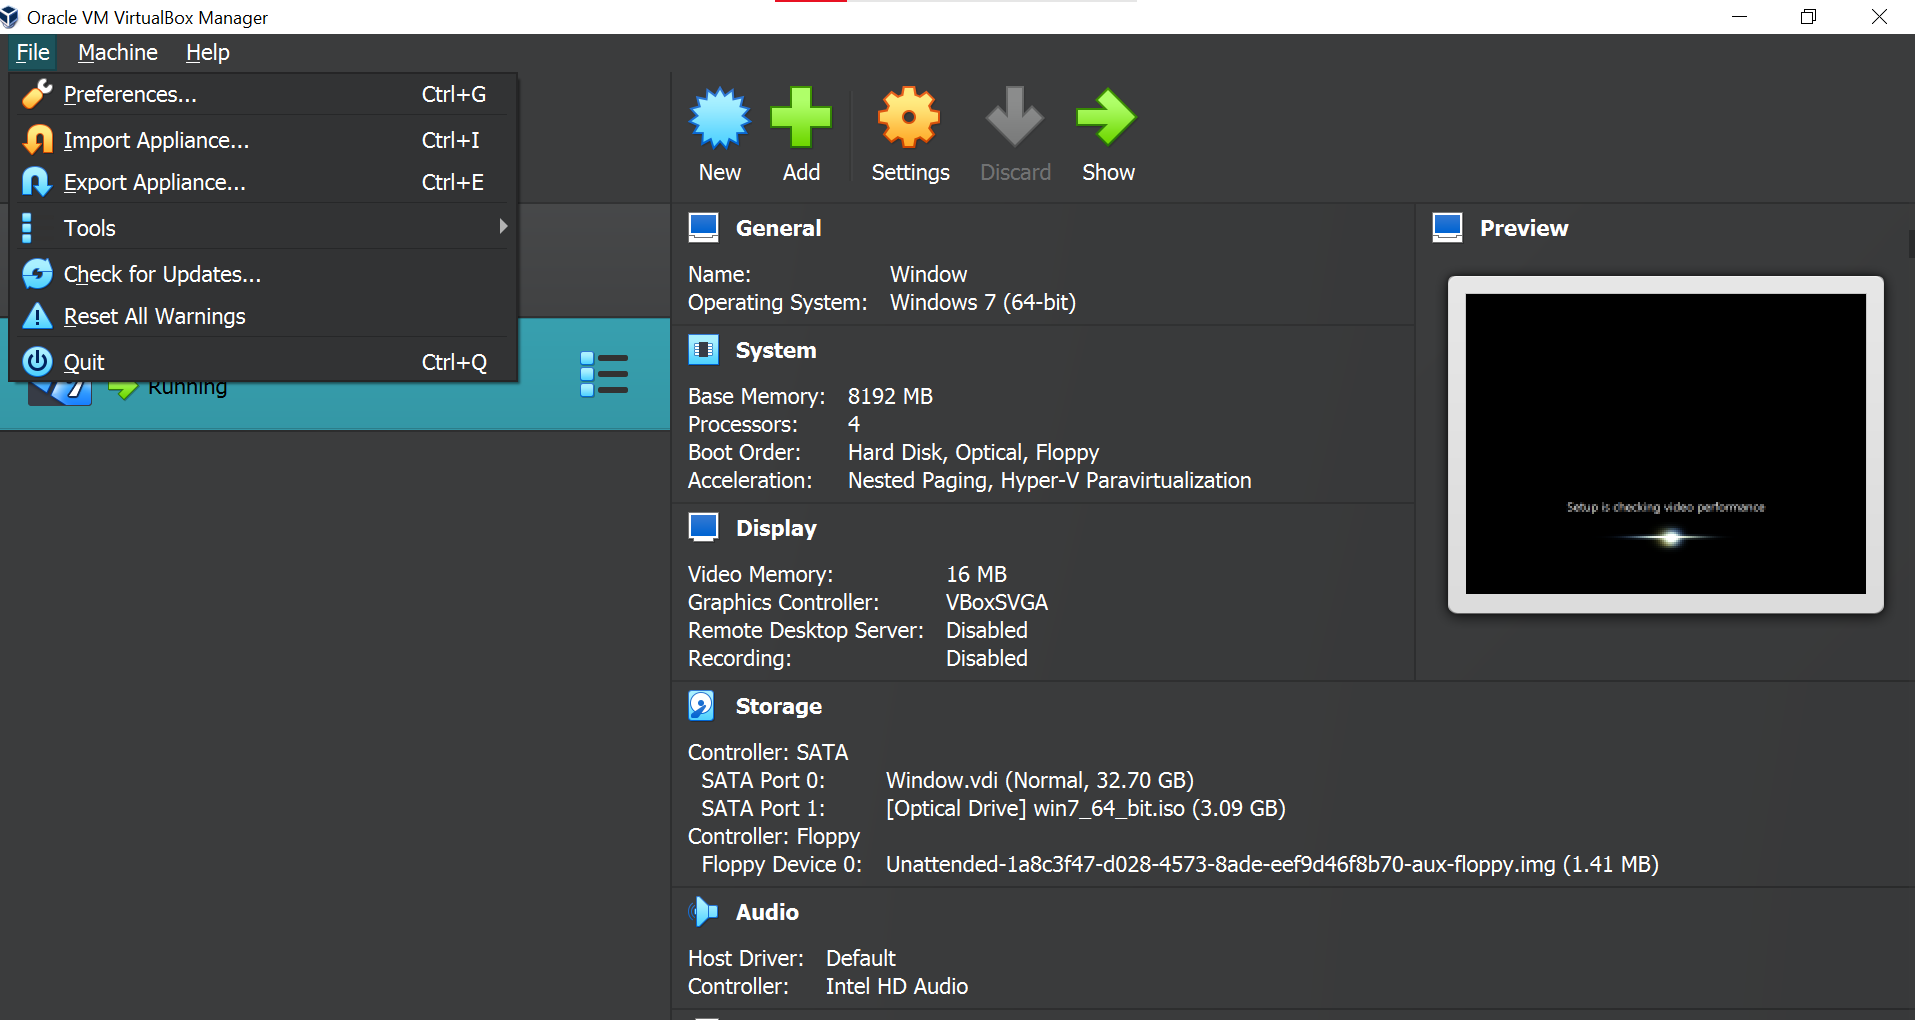 Oracle VM VirtualBox Manager
File Machine Help
Preferences... Ctrl+G
Import Appliance... Ctrl+I
Export Appliance... Ctrl+E
Tools
Check for Updates...
Reset All Warnings
Quit Ctrl+Q
7 Running
New Add Settings Discard Show
General
Name: Window
Operating System: Windows 7 (64-bit)
System
Base Memory: 8192 MB
Processors: 4
Boot Order: Hard Disk, Optical, Floppy
Acceleration: Nested Paging, Hyper-V Paravirtualization
Display
Video Memory: 16 MB
Graphics Controller: VBoxSVGA
Remote Desktop Server: Disabled
Recording: Disabled
Preview
Setup is checking video performance
Storage
Controller: SATA
SATA Port 0: Window.vdi (Normal, 32.70 GB)
SATA Port 1: [Optical Drive] win7_64_bit.iso (3.09 GB)
Controller: Floppy
Floppy Device 0: Unattended-1a8c3f47-d028-4573-8ade-eef9d46f8b70-aux-floppy.img (1.41 MB)
Audio
Host Driver: Default
Controller: Intel HD Audio